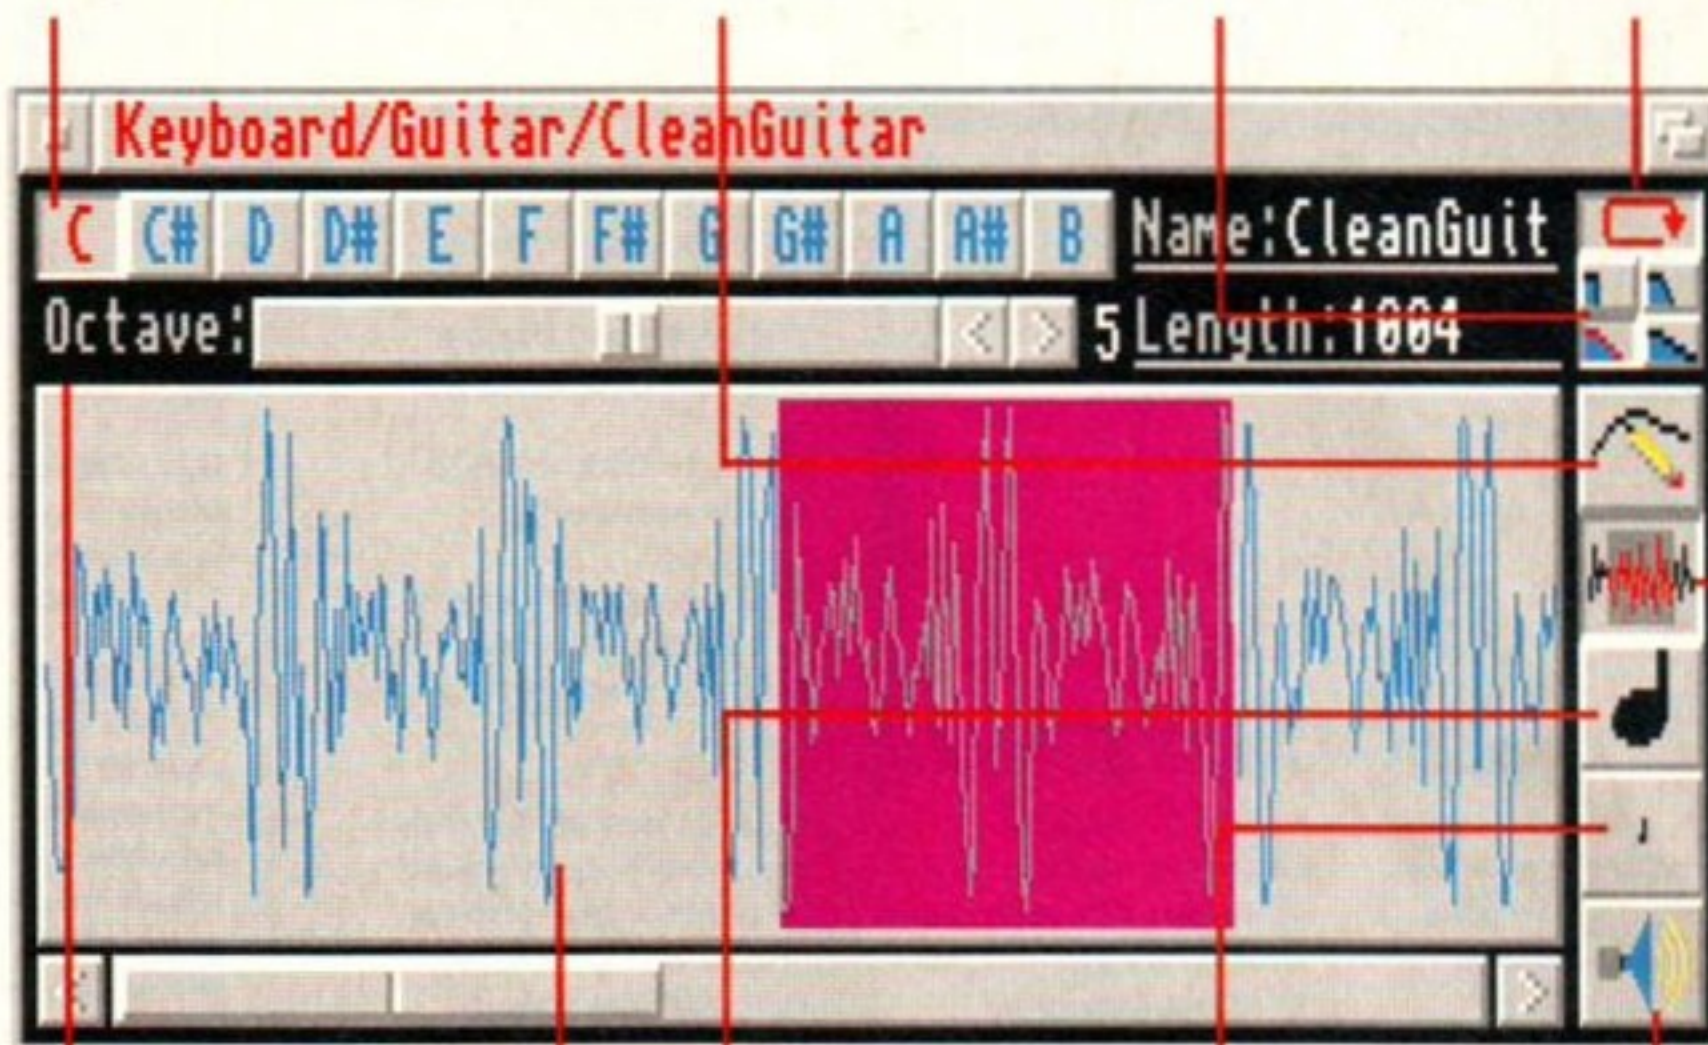 Keyboard/Guitar/CleanGuitar
C C# D D# E F F# G G# A A# B Name:CleanGuit
Octave: < > 5 Length:1004
< >